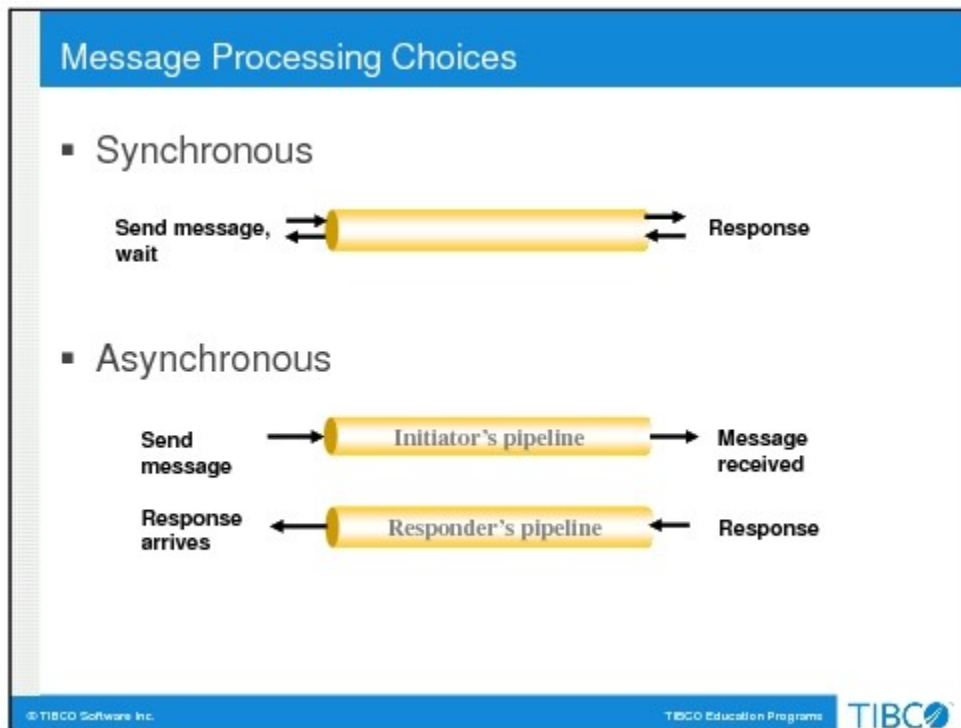 Message Processing Choices
▪ Synchronous
Send message,
wait
Response
▪ Asynchronous
Send
message
Initiator's pipeline
Message
received
Response
arrives
Responder's pipeline
Response
© TIBCO Software Inc.
TIBCO Education Programs
TIBCO